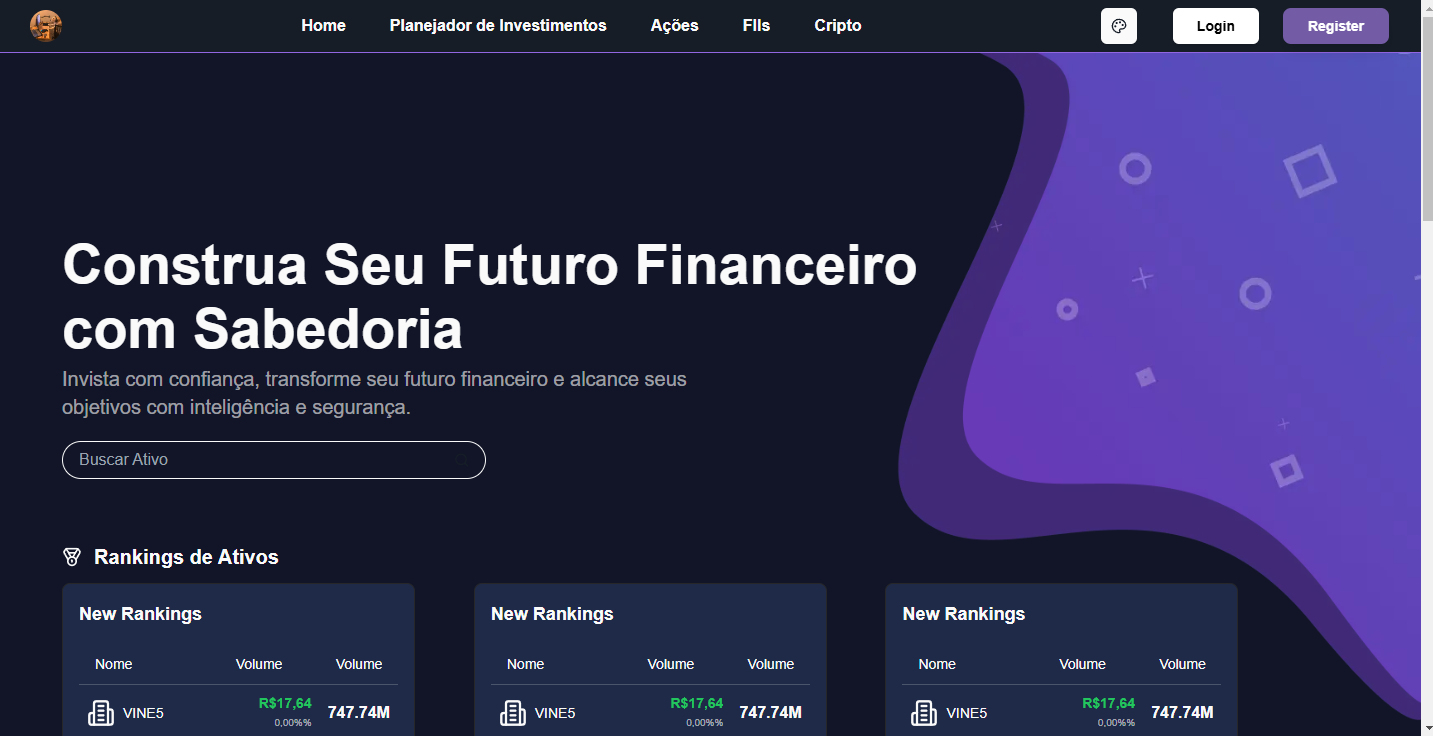 Home Planejador de Investimentos Ações FIIs Cripto Login Register
Construa Seu Futuro Financeiro
com Sabedoria
Invista com confiança, transforme seu futuro financeiro e alcance seus
objetivos com inteligência e segurança.
Buscar Ativo
Rankings de Ativos
New Rankings New Rankings New Rankings
Nome Volume Volume Nome Volume Volume Nome Volume Volume
VINE5 R$17,64 747.74M VINE5 R$17,64 747.74M VINE5 R$17,64 747.74M
0,00%% 0,00%% 0,00%%